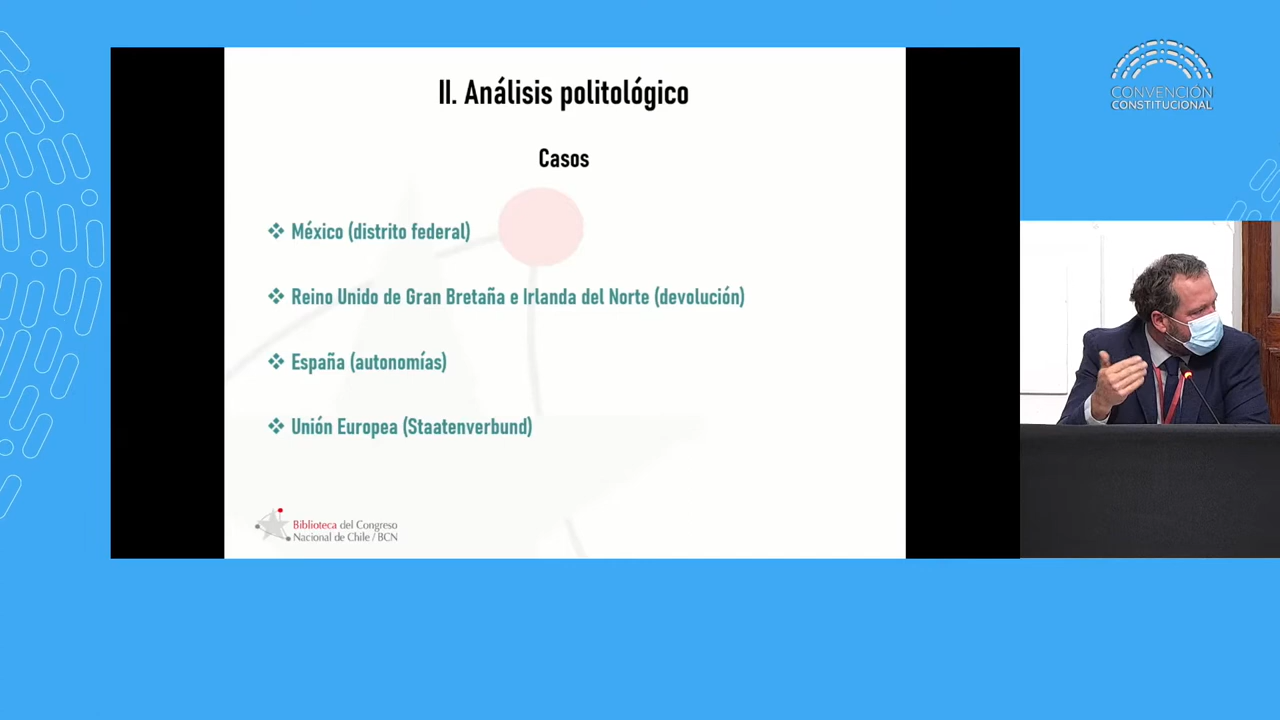 II. Análisis politológico
Casos
❖ México (distrito federal)
❖ Reino Unido de Gran Bretaña e Irlanda del Norte (devolución)
❖ España (autonomías)
❖ Unión Europea (Staatenverbund)
Biblioteca del Congreso
Nacional de Chile / BCN
CONVENCIÓN
CONSTITUCIONAL